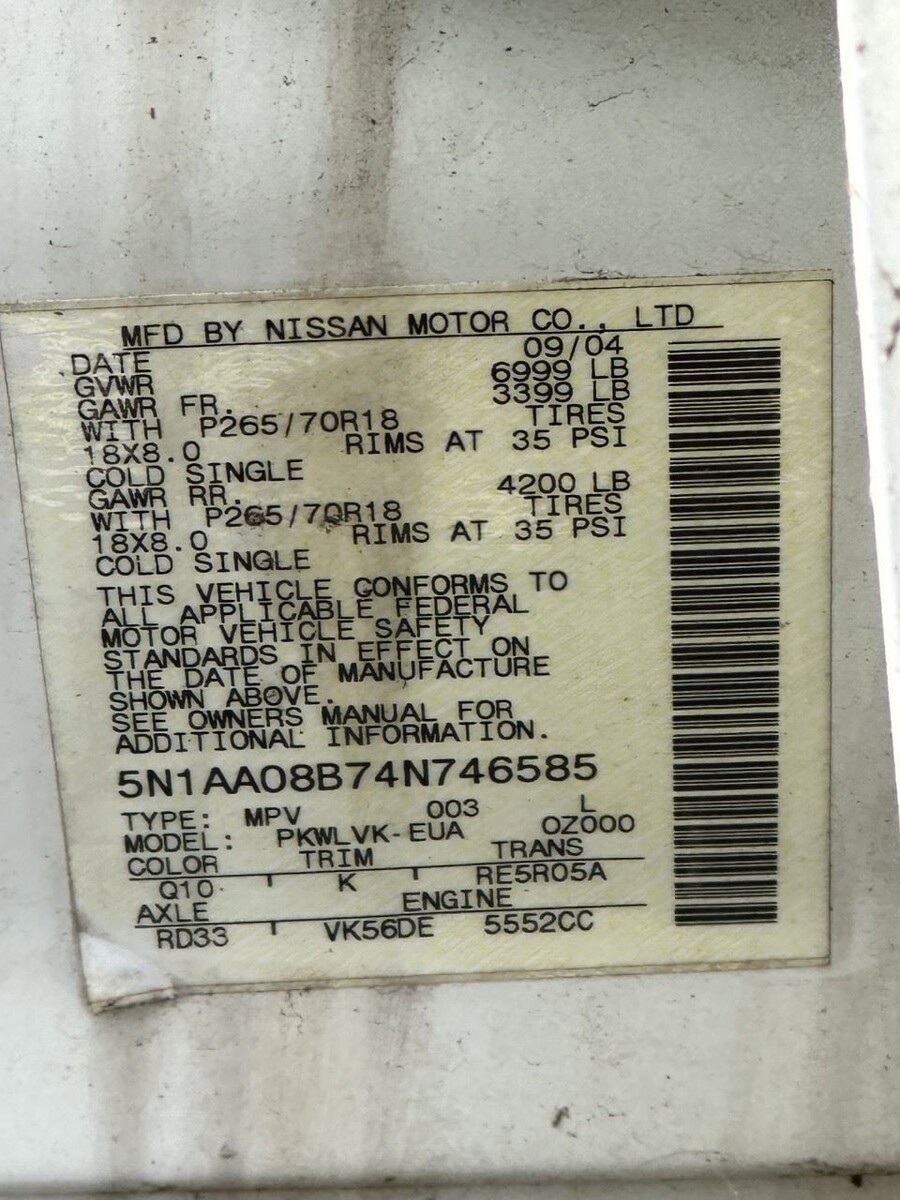 MFD BY NISSAN MOTOR CO., LTD
DATE 09/04
GVWR 6999 LB
GAWR FR. 3399 LB
WITH P265/70R18 TIRES
18X8.0 RIMS AT 35 PSI
COLD SINGLE
GAWR RR. 4200 LB
WITH P265/70R18 TIRES
18X8.0 RIMS AT 35 PSI
COLD SINGLE
THIS VEHICLE CONFORMS TO
ALL APPLICABLE FEDERAL
MOTOR VEHICLE SAFETY
STANDARDS IN EFFECT ON
THE DATE OF MANUFACTURE
SHOWN ABOVE.
SEE OWNERS MANUAL FOR
ADDITIONAL INFORMATION.
5N1AA08B74N746585
TYPE: MPV 003 L
MODEL: PKWLVK-EUA OZ000
COLOR TRIM TRANS
Q10 K RE5R05A
AXLE ENGINE
RD33 VK56DE 5552CC